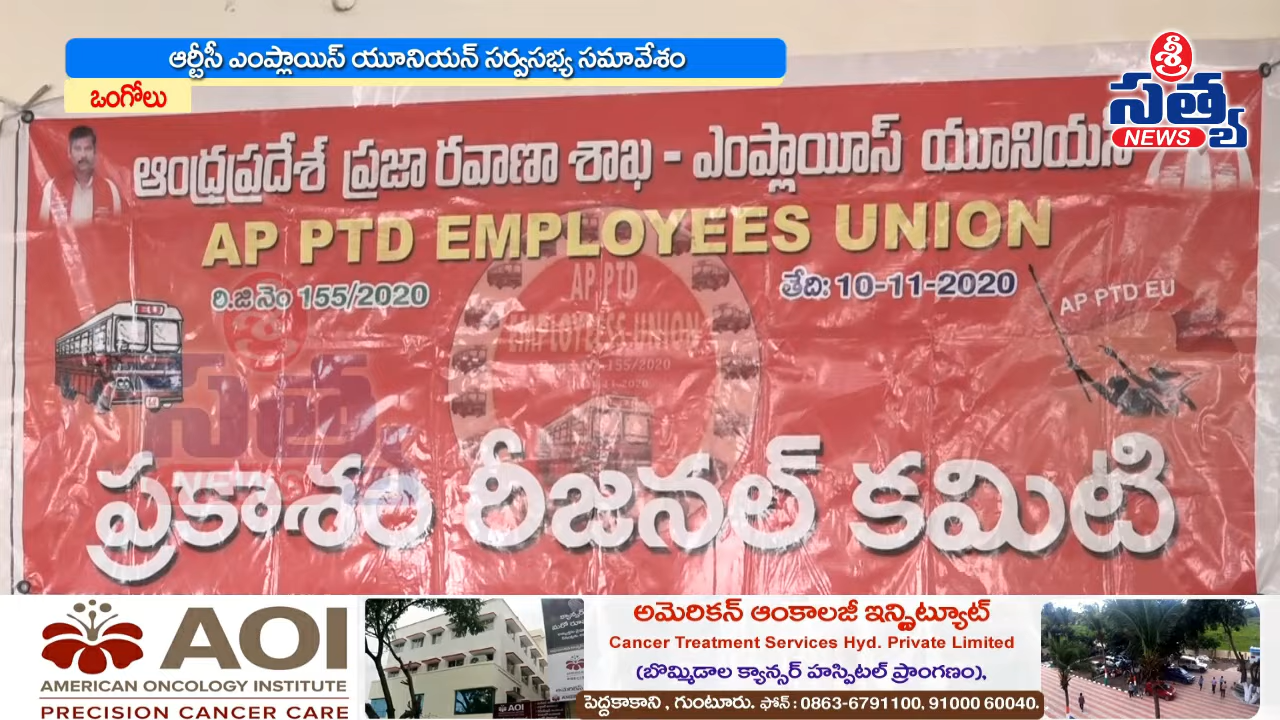 ఆర్టీసీ ఎంప్లాయిస్ యూనియన్ సర్వసభ్య సమావేశం
ఒంగోలు
శ్రీ
సత్య
NEWS
ఆంధ్రప్రదేశ్ ప్రజా రవాణా శాఖ - ఎంప్లాయీస్ యూనియన్
AP PTD EMPLOYEES UNION
రి.జి నెం 155/2020
తేది: 10-11-2020
AP PTD EU
AP PTD
EMPLOYEES UNION
ప్రకాశం రీజనల్ కమిటి
AOI
AMERICAN ONCOLOGY INSTITUTE
PRECISION CANCER CARE
అమెరికన్ ఆంకాలజీ ఇన్స్టిట్యూట్
Cancer Treatment Services Hyd. Private Limited
(బొమ్మిడాల క్యాన్సర్ హస్పిటల్ ప్రాంగణం),
పెద్దకాకాని , గుంటూరు. ఫోన్ : 0863-6791100, 91000 60040.